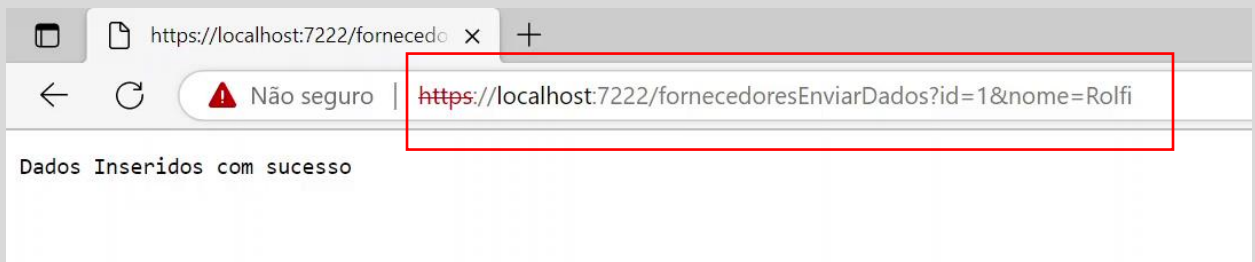 https://localhost:7222/fornecedo
Não seguro | https://localhost:7222/fornecedoresEnviarDados?id=1&nome=Rolfi
Dados Inseridos com sucesso